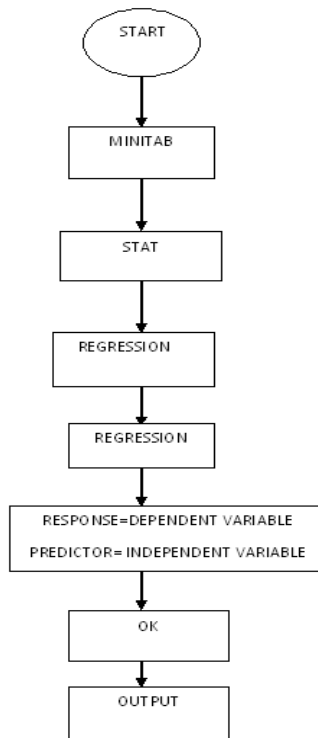 START
MINITAB
STAT
REGRESSION
REGRESSION
RESPONSE=DEPENDENT VARIABLE
PREDICTOR= INDEPENDENT VARIABLE
OK
OUTPUT